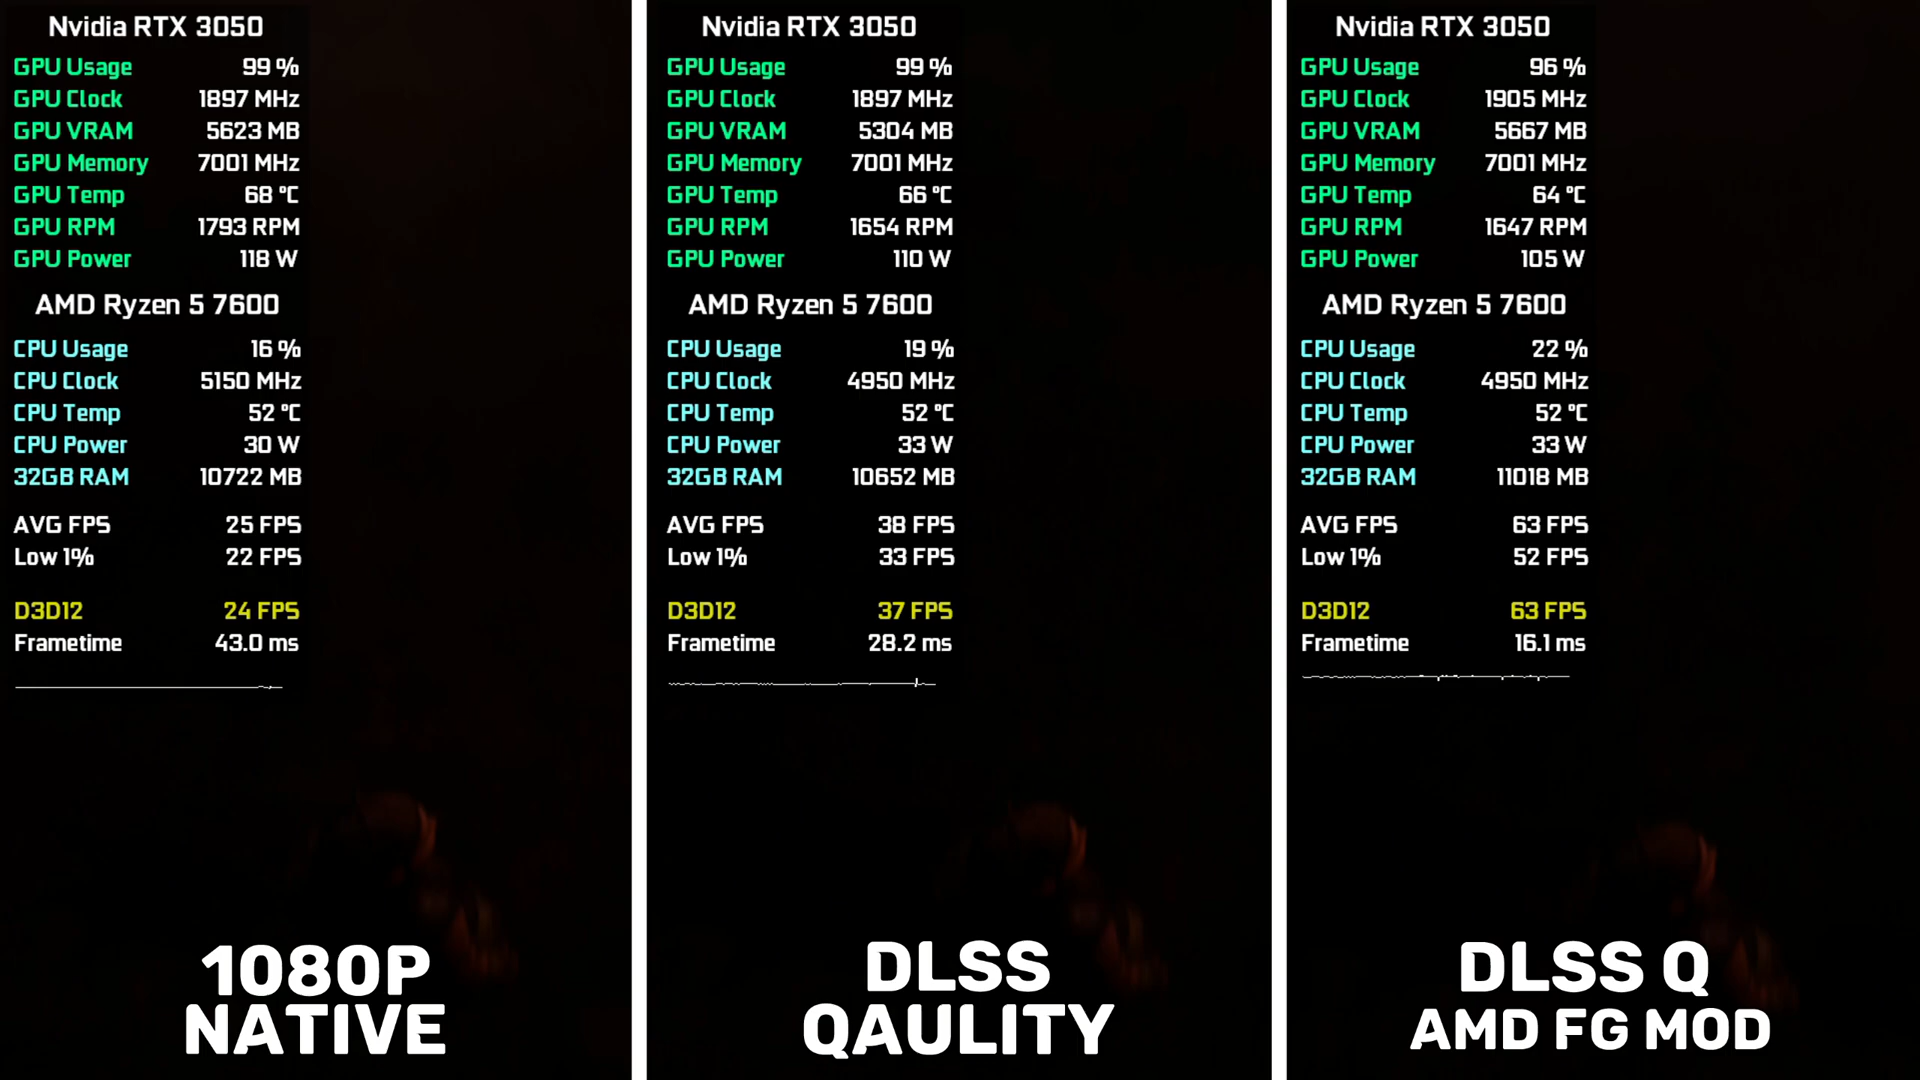 Nvidia RTX 3050
GPU Usage 99 %
GPU Clock 1897 MHz
GPU VRAM 5623 MB
GPU Memory 7001 MHz
GPU Temp 68 °C
GPU RPM 1793 RPM
GPU Power 118 W
AMD Ryzen 5 7600
CPU Usage 16 %
CPU Clock 5150 MHz
CPU Temp 52 °C
CPU Power 30 W
32GB RAM 10722 MB
AVG FPS 25 FPS
Low 1% 22 FPS
D3D12 24 FPS
Frametime 43.0 ms
1080P
NATIVE
Nvidia RTX 3050
GPU Usage 99 %
GPU Clock 1897 MHz
GPU VRAM 5304 MB
GPU Memory 7001 MHz
GPU Temp 66 °C
GPU RPM 1654 RPM
GPU Power 110 W
AMD Ryzen 5 7600
CPU Usage 19 %
CPU Clock 4950 MHz
CPU Temp 52 °C
CPU Power 33 W
32GB RAM 10652 MB
AVG FPS 38 FPS
Low 1% 33 FPS
D3D12 37 FPS
Frametime 28.2 ms
DLSS
QAULITY
Nvidia RTX 3050
GPU Usage 96 %
GPU Clock 1905 MHz
GPU VRAM 5667 MB
GPU Memory 7001 MHz
GPU Temp 64 °C
GPU RPM 1647 RPM
GPU Power 105 W
AMD Ryzen 5 7600
CPU Usage 22 %
CPU Clock 4950 MHz
CPU Temp 52 °C
CPU Power 33 W
32GB RAM 11018 MB
AVG FPS 63 FPS
Low 1% 52 FPS
D3D12 63 FPS
Frametime 16.1 ms
DLSS Q
AMD FG MOD